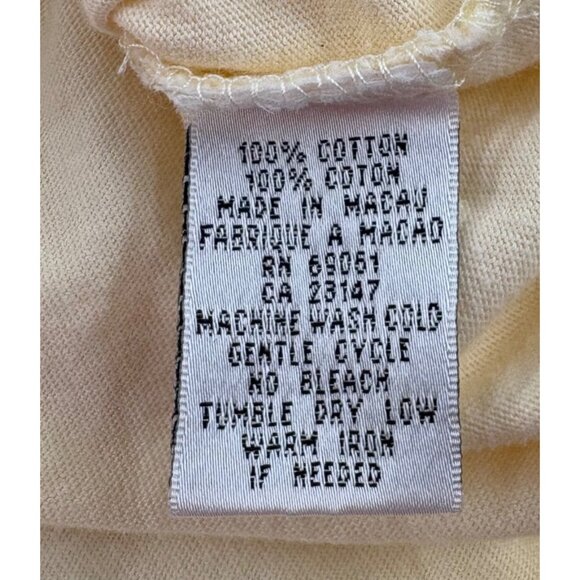 100% COTTON
100% COTON
MADE IN MACAU
FABRIQUE A MACAO
RN 69051
CA 23147
MACHINE WASH COLD
GENTLE CYCLE
NO BLEACH
TUMBLE DRY LOW
WARM IRON
IF NEEDED